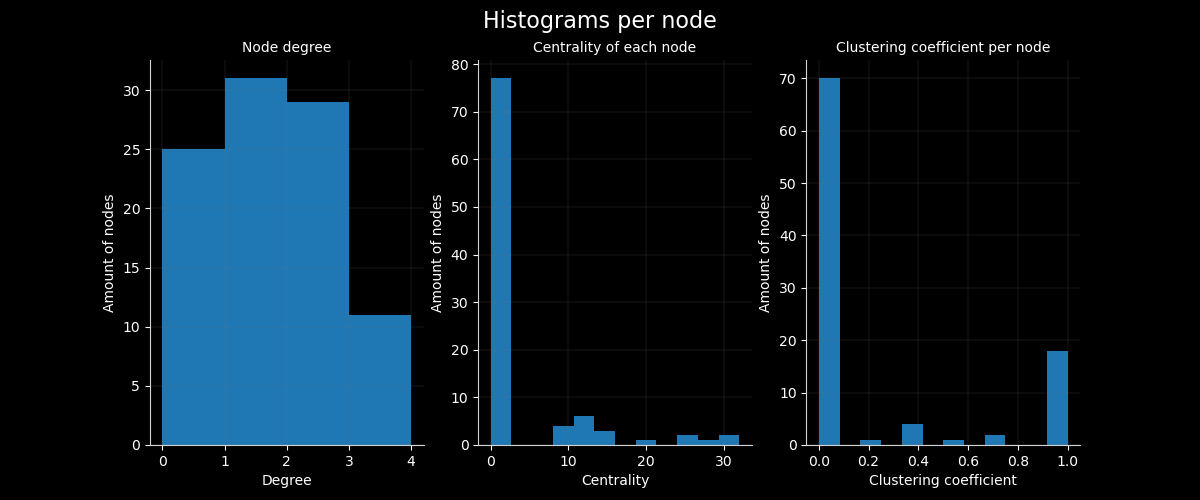 Histograms per node
Node degree
Amount of nodes
30
25
20
15
10
5
0
0 1 2 3 4
Degree
Centrality of each node
Amount of nodes
80
70
60
50
40
30
20
10
0
0 10 20 30
Centrality
Clustering coefficient per node
Amount of nodes
70
60
50
40
30
20
10
0
0.0 0.2 0.4 0.6 0.8 1.0
Clustering coefficient